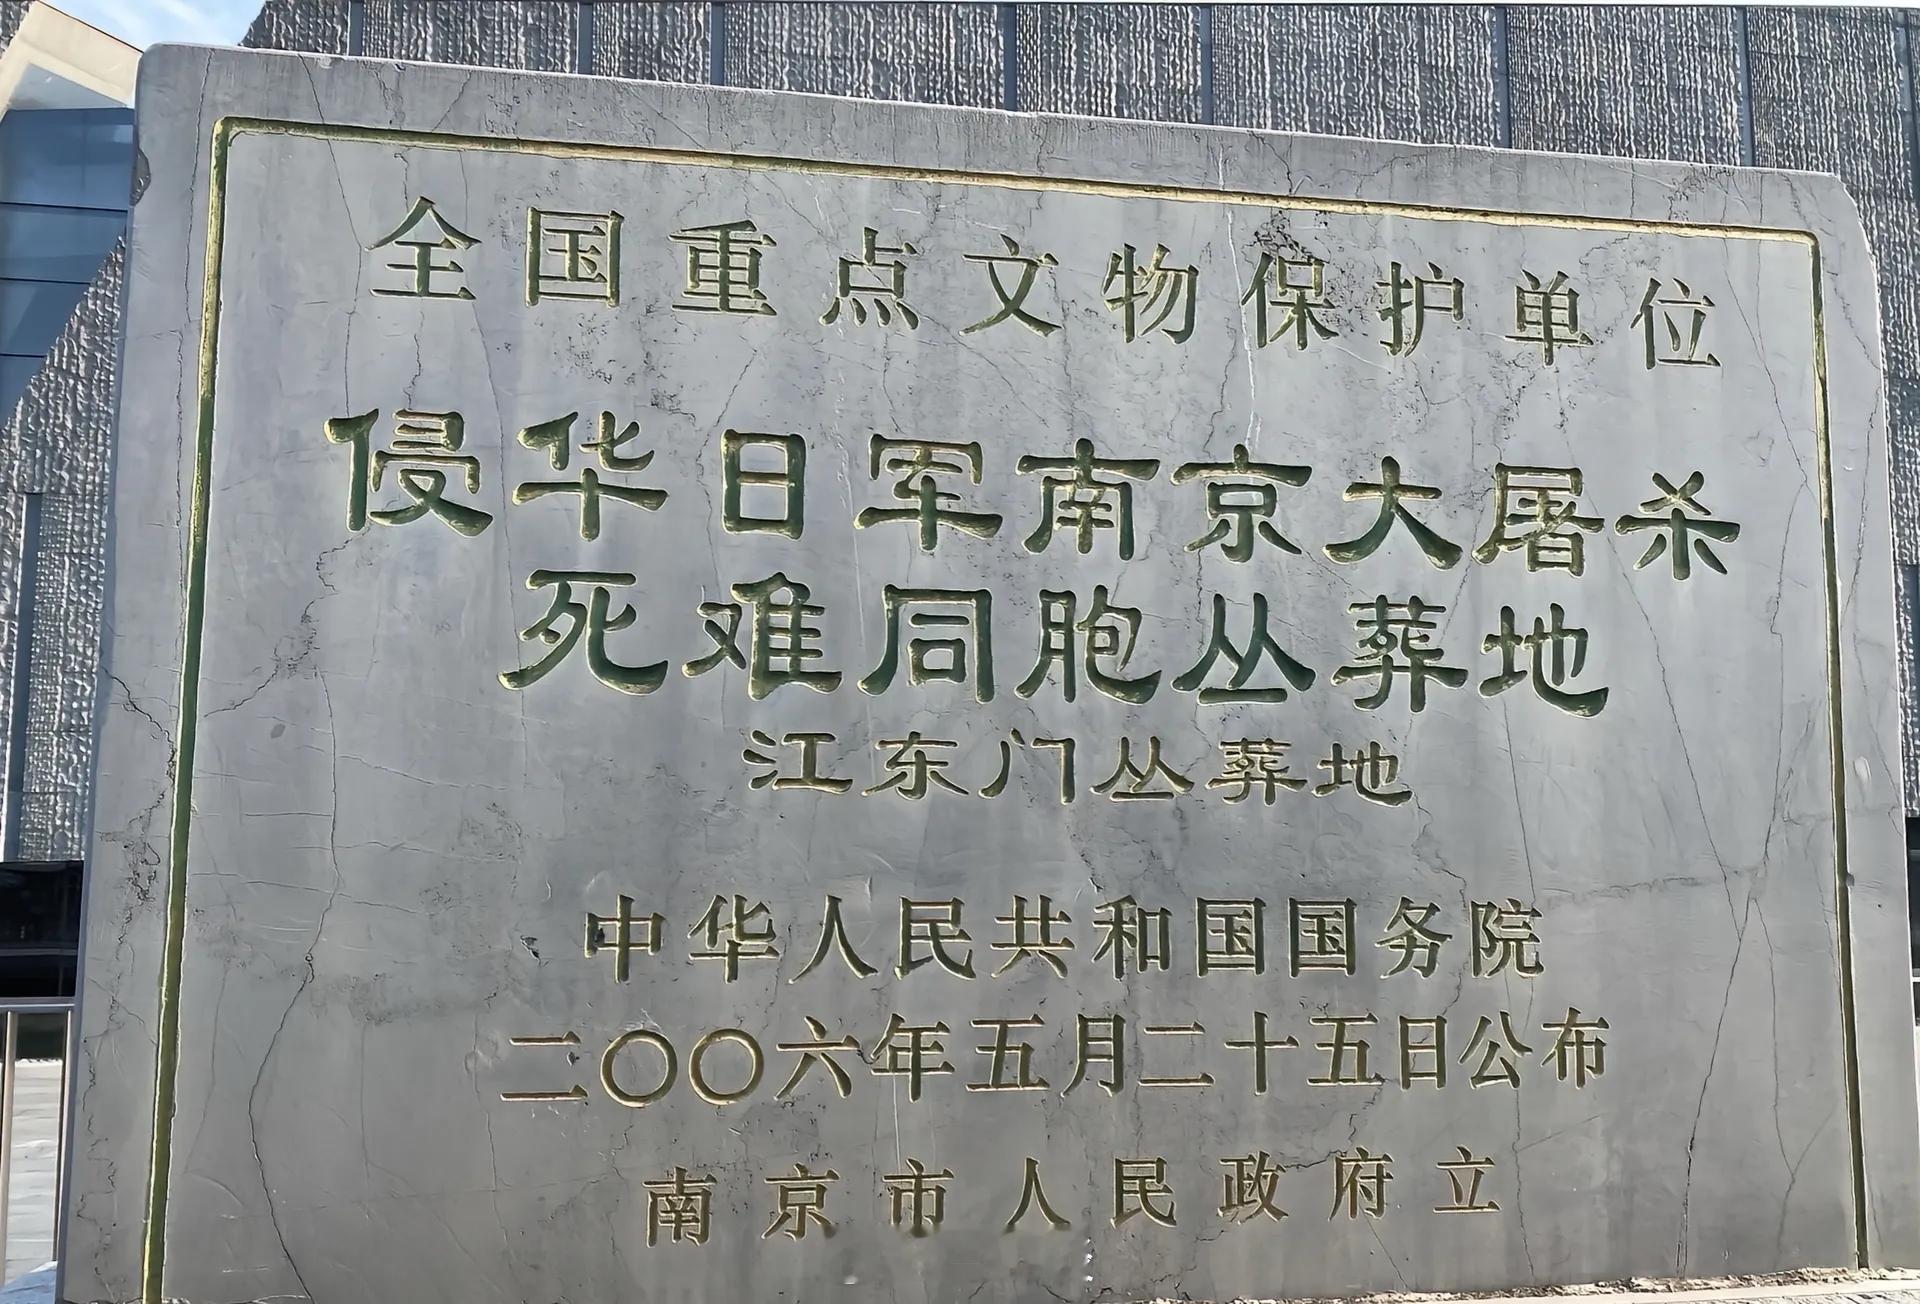 全国重点文物保护单位
侵华日军南京大屠杀
死难同胞丛葬地
江东门丛葬地
中华人民共和国国务院
二〇〇六年五月二十五日公布
南京市人民政府立